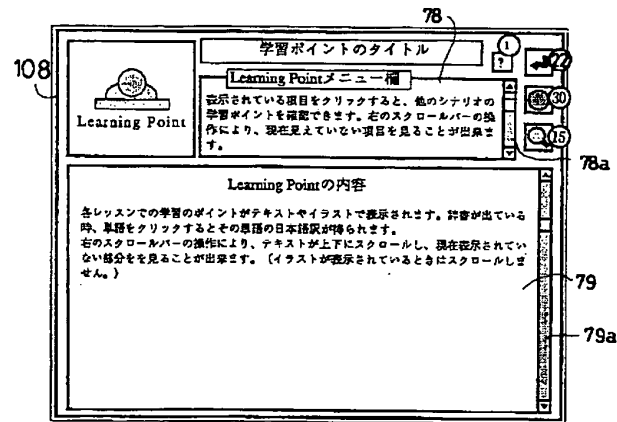 78
108
学習ポイントのタイトル
1
?
22
Learning Point
Learning Pointメニュー欄
表示されている項目をクリックすると、他のシナリオの
学習ポイントを確認できます。右のスクロールバーの操
作により、現在見えていない項目を見ることが出来ま
す。
30
15
78a
Learning Pointの内容
各レッスンでの学習のポイントがテキストやイラストで表示されます。辞書が出ている
時、単語をクリックするとその単語の日本語訳が得られます。
右のスクロールバーの操作により、テキストが上下にスクロールし、現在表示されてい
ない部分をを見ることが出来ます。(イラストが表示されているときはスクロールしま
せん。)
79
79a